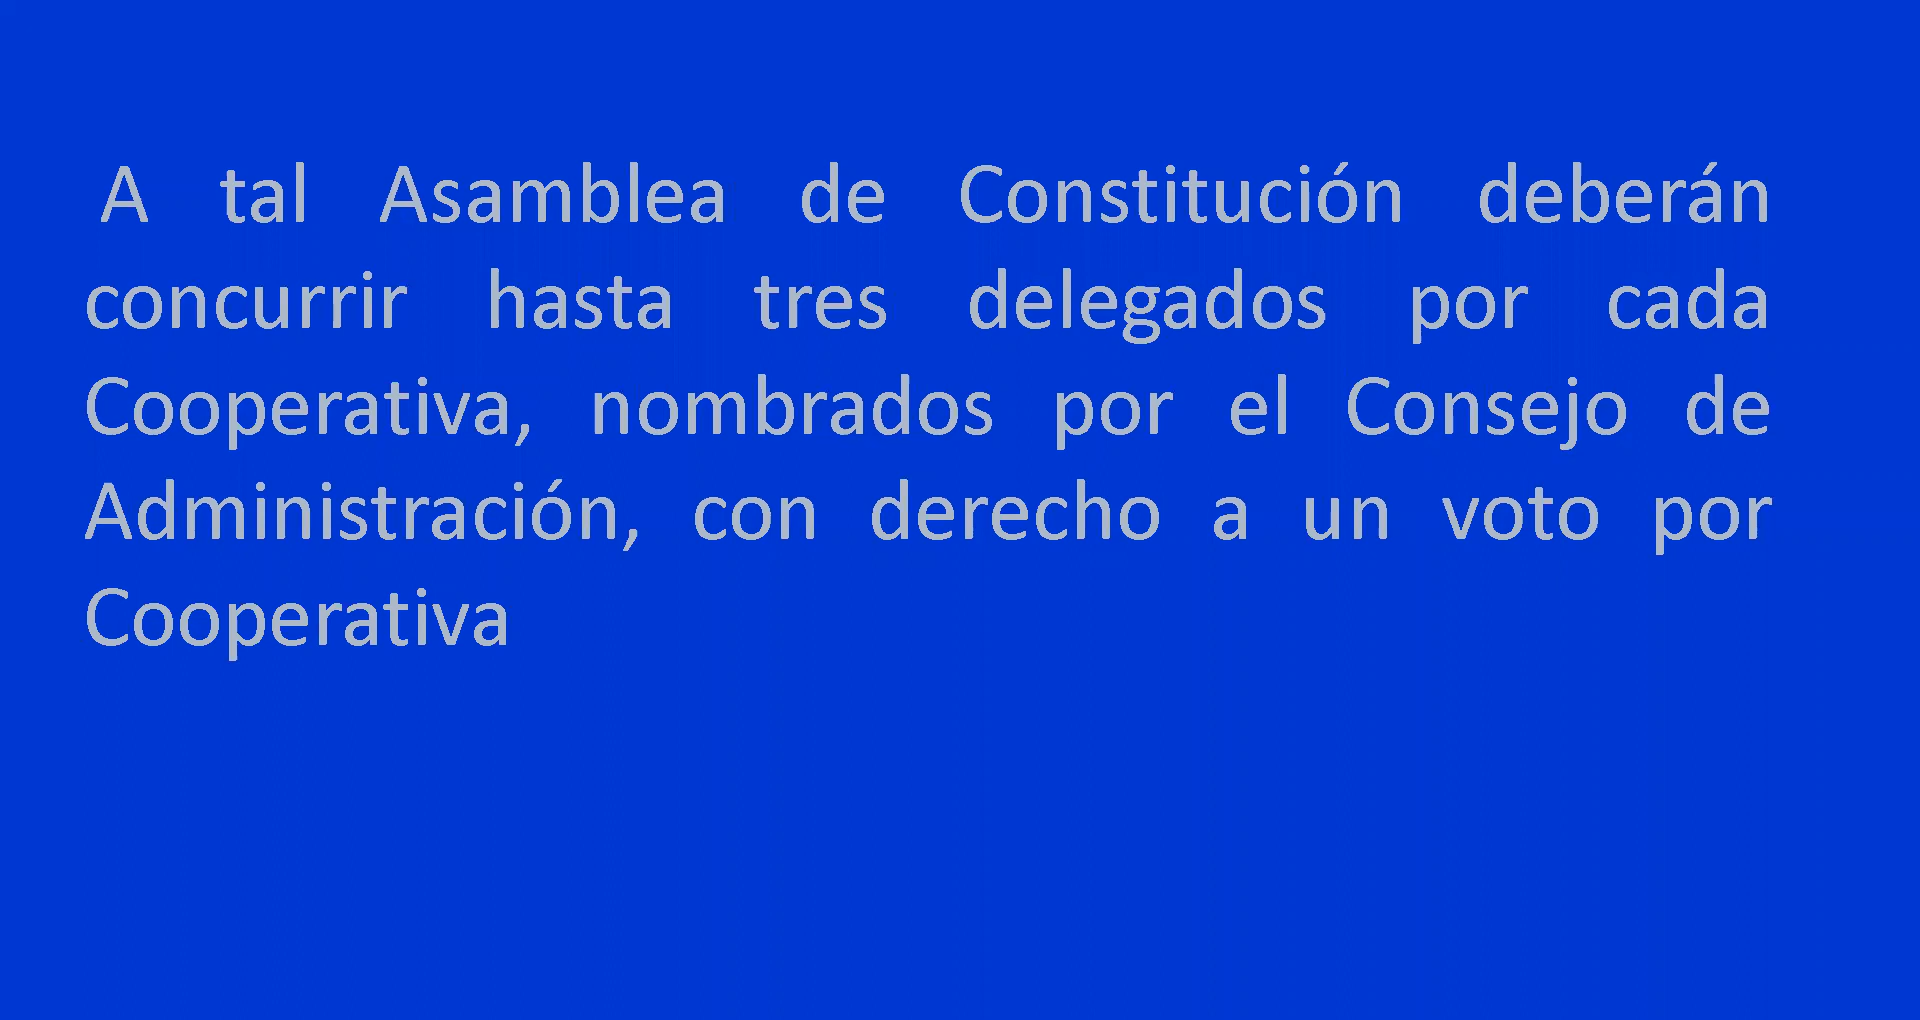 A tal Asamblea de Constitución deberán
concurrir hasta tres delegados por cada
Cooperativa, nombrados por el Consejo de
Administración, con derecho a un voto por
Cooperativa